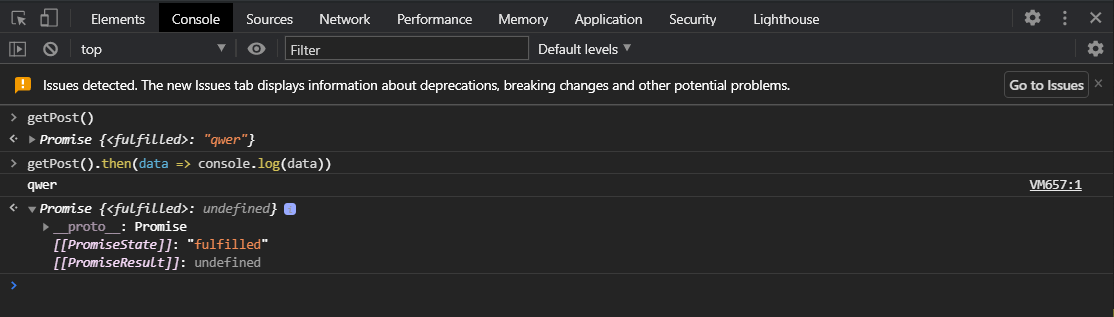 Elements Console Sources Network Performance Memory Application Security Lighthouse
top Filter Default levels
Issues detected. The new Issues tab displays information about deprecations, breaking changes and other potential problems. Go to Issues
getPost()
Promise {<fulfilled>: "qwer"}
getPost().then(data => console.log(data))
qwer VM657:1
Promise {<fulfilled>: undefined} i
__proto__: Promise
[[PromiseState]]: "fulfilled"
[[PromiseResult]]: undefined